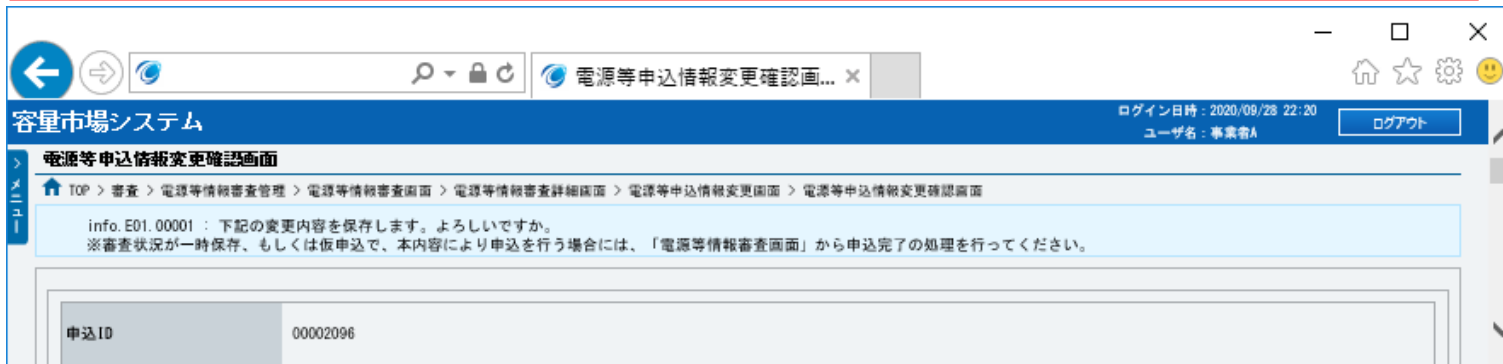 電源等申込情報変更確認画...
容量市場システム
ログイン日時:2020/09/28 22:20
ユーザ名:事業者A
ログアウト
電源等申込情報変更確認画面
メニュー
TOP > 審査 > 電源等情報審査管理 > 電源等情報審査画面 > 電源等情報審査詳細画面 > 電源等申込情報変更画面 > 電源等申込情報変更確認画面
info.E01.00001 : 下記の変更内容を保存します。よろしいですか。
※審査状況が一時保存、もしくは仮申込で、本内容により申込を行う場合には、「電源等情報審査画面」から申込完了の処理を行ってください。
申込ID
00002096